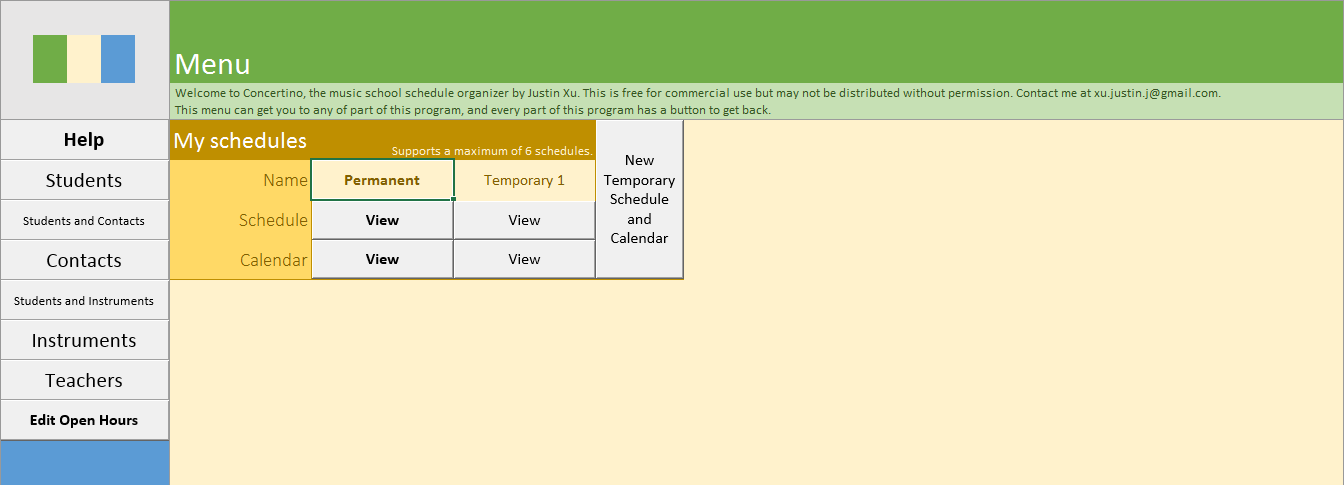 Menu
Welcome to Concertino, the music school schedule organizer by Justin Xu. This is free for commercial use but may not be distributed without permission. Contact me at xu.justin.j@gmail.com.
This menu can get you to any of part of this program, and every part of this program has a button to get back.
Help
Students
Students and Contacts
Contacts
Students and Instruments
Instruments
Teachers
Edit Open Hours
My schedules
Supports a maximum of 6 schedules.
Name
Permanent
Temporary 1
Schedule
View
View
Calendar
View
View
New
Temporary
Schedule
and
Calendar